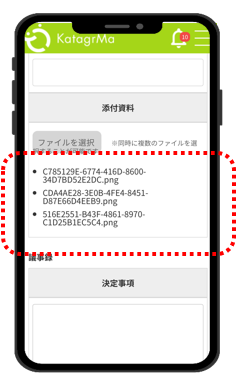 KatagrMa
10
添付資料
ファイルを選択
※同時に複数のファイルを選
C785129E-6774-416D-8600-
34D7BD52E2DC.png
CDA4AE28-3E0B-4FE4-8451-
D87E66D4EEB9.png
516E2551-B43F-4861-8970-
C1D25B1EC5C4.png
議事録
決定事項